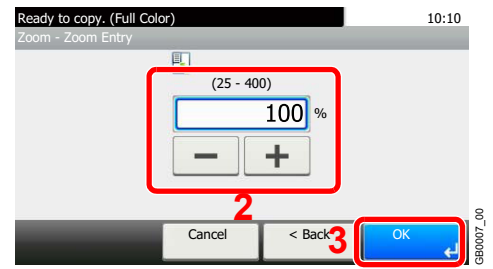 Ready to copy. (Full Color) 10:10
Zoom - Zoom Entry
(25 - 400)
100 %
2
Cancel < Back 3 OK
GB0007_00